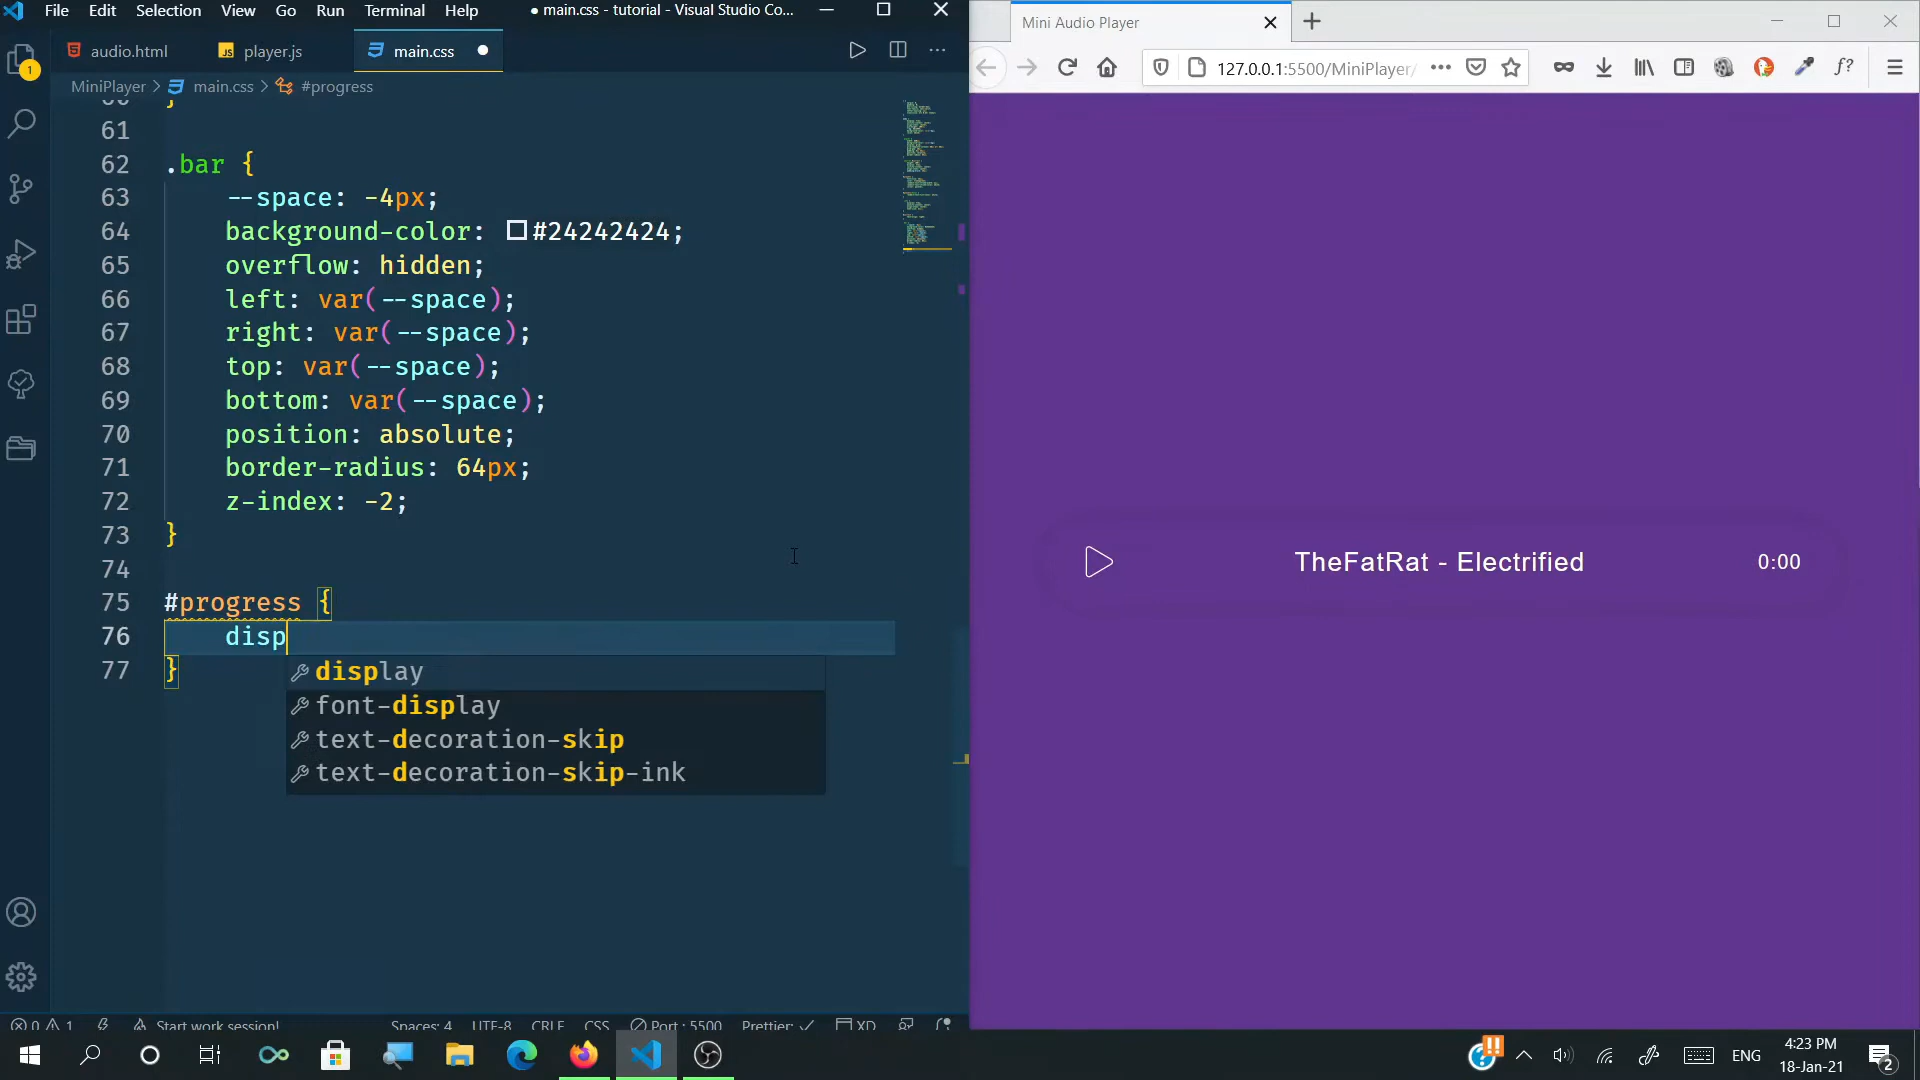 File Edit Selection View Go Run Terminal Help ● main.css - tutorial - Visual Studio Co...
audio.html player.js main.css
MiniPlayer > main.css > #progress
1
60 }
61
62 .bar {
63 --space: -4px;
64 background-color: #24242424;
65 overflow: hidden;
66 left: var(--space);
67 right: var(--space);
68 top: var(--space);
69 bottom: var(--space);
70 position: absolute;
71 border-radius: 64px;
72 z-index: -2;
73 }
74
75 #progress {
76 disp
77 }
display
font-display
text-decoration-skip
text-decoration-skip-ink
0 1 Start work session! Spaces: 4 UTF-8 CRLF CSS Port : 5500 Prettier: ✓ XD
Mini Audio Player
127.0.0.1:5500/MiniPlayer/
f?
TheFatRat - Electrified 0:00
ENG
4:23 PM
18-Jan-21
2